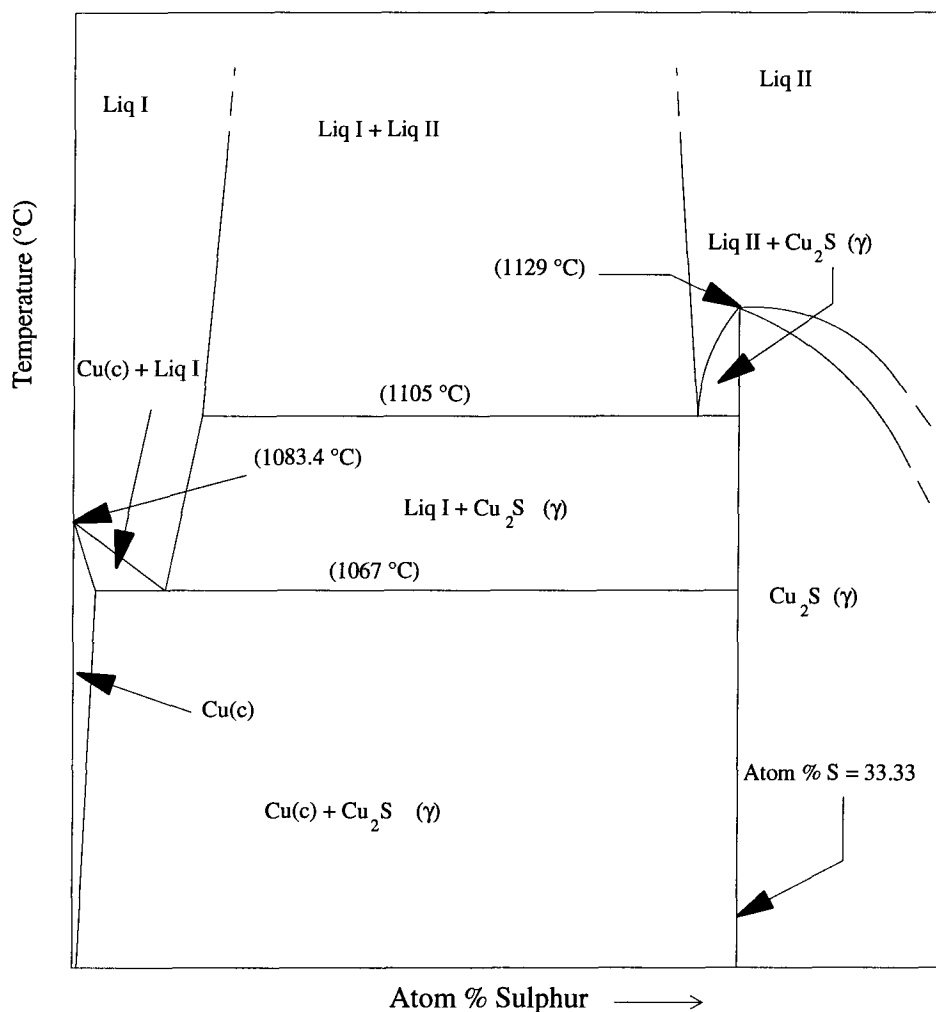 Liq I
Liq II
Liq I + Liq II
Temperature (°C)
Liq II + Cu₂S (γ)
(1129 °C)
Cu(c) + Liq I
(1105 °C)
(1083.4 °C)
Liq I + Cu₂S (γ)
(1067 °C)
Cu₂S (γ)
Cu(c)
Atom % S = 33.33
Cu(c) + Cu₂S (γ)
Atom % Sulphur